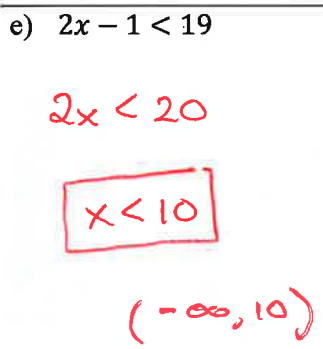 e) 2x − 1 < 19
2x < 20
x < 10
(-∞, 10)